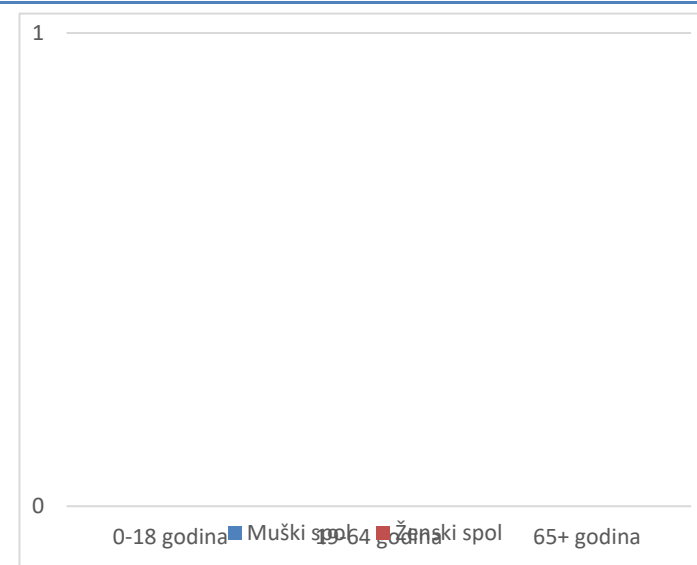 1
0
0-18 godina
19-64 godina
65+ godina
Muški spol
Ženski spol